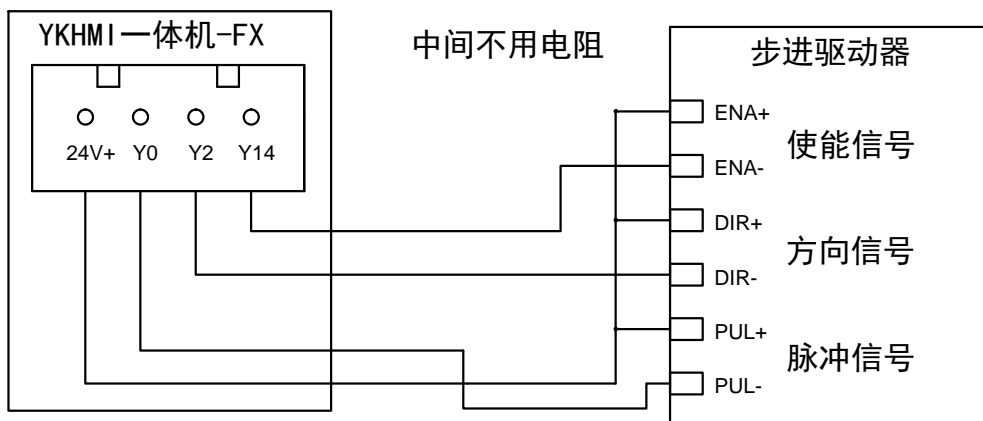 YKHMI一体机-FX
中间不用电阻
步进驱动器
24V+ Y0 Y2 Y14
ENA+
使能信号
ENA-
DIR+
方向信号
DIR-
PUL+
脉冲信号
PUL-